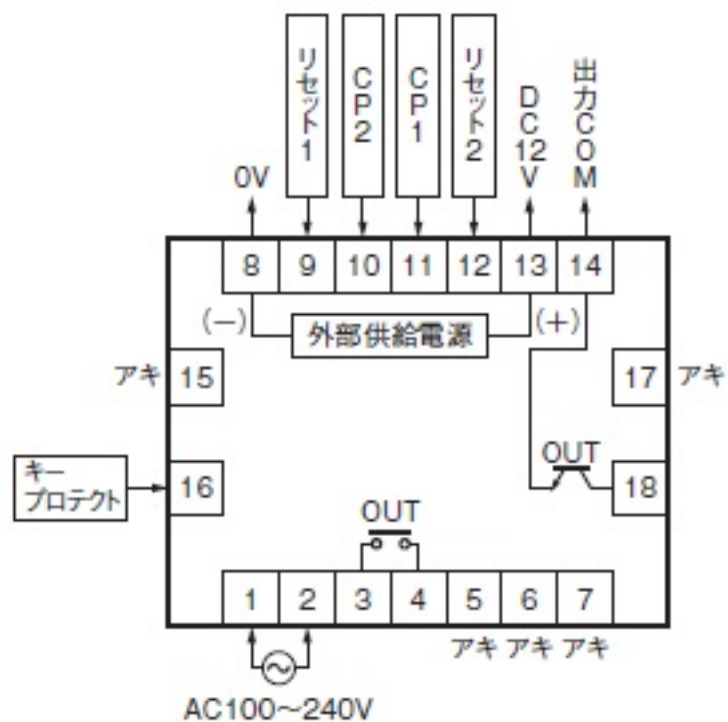 リセット1
CP2
CP1
リセット2
DC12V
出力COM
0V
8 9 10 11 12 13 14
(−) 外部供給電源 (+)
アキ 15
17 アキ
キー
プロテクト
16
OUT
18
OUT
1 2 3 4 5 6 7
アキ アキ アキ
AC100〜240V